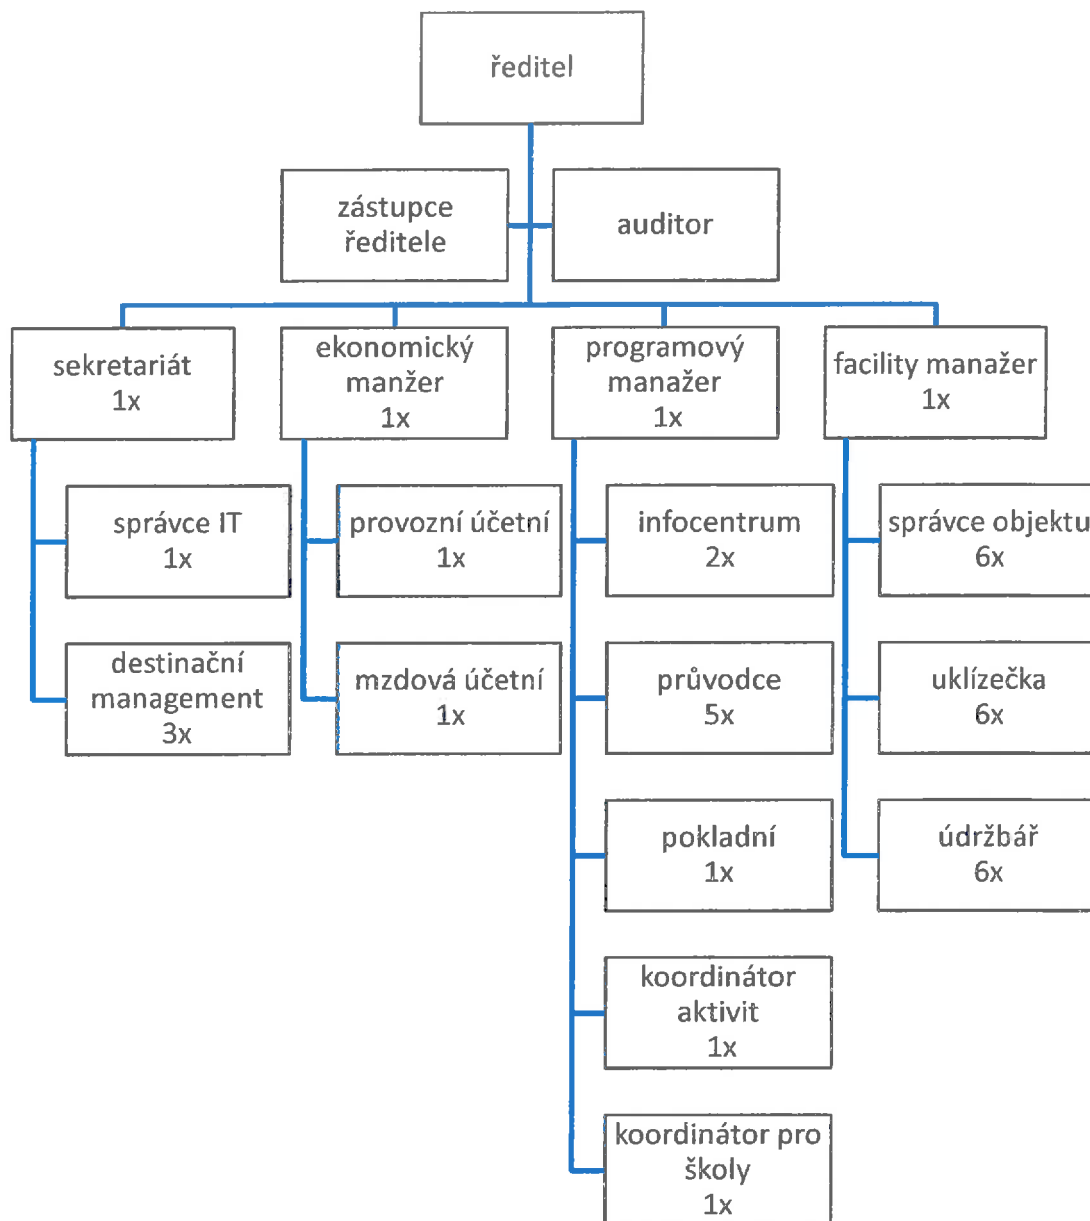 ředitel
zástupce
ředitele
auditor
sekretariát
1x
ekonomický
manžer
1x
programový
manažer
1x
facility manažer
1x
správce IT
1x
provozní účetní
1x
infocentrum
2x
správce objektu
6x
destinační
management
3x
mzdová účetní
1x
průvodce
5x
uklízečka
6x
pokladní
1x
údržbář
6x
koordinátor
aktivit
1x
koordinátor pro
školy
1x